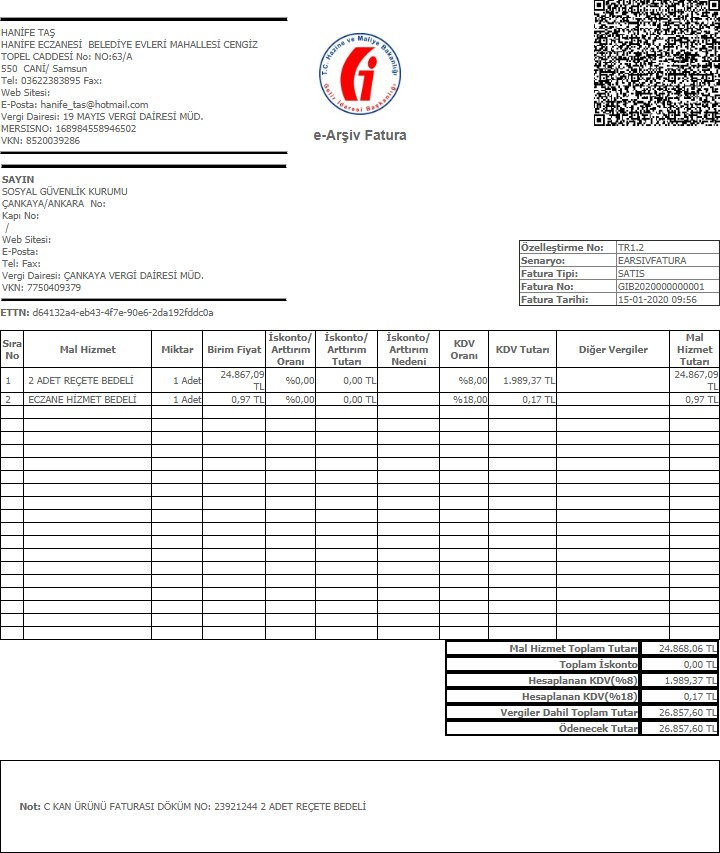 HANİFE TAŞ
HANİFE ECZANESİ BELEDİYE EVLERİ MAHALLESİ CENGİZ
TOPEL CADDESİ No: NO:63/A
550 CANİ/ Samsun
Tel: 03622383895 Fax:
Web Sitesi:
E-Posta: hanife_tas@hotmail.com
Vergi Dairesi: 19 MAYIS VERGİ DAİRESİ MÜD.
MERSISNO: 168984558946502
VKN: 8520039286
T.C. Hazine ve Maliye Bakanlığı
Gelir İdaresi Başkanlığı
e-Arşiv Fatura
SAYIN
SOSYAL GÜVENLİK KURUMU
ÇANKAYA/ANKARA No:
Kapı No:
/
Web Sitesi:
E-Posta:
Tel: Fax:
Vergi Dairesi: ÇANKAYA VERGİ DAİRESİ MÜD.
VKN: 7750409379
Özelleştirme No: TR1.2
Senaryo: EARSIVFATURA
Fatura Tipi: SATIS
Fatura No: GIB2020000000001
Fatura Tarihi: 15-01-2020 09:56
ETTN: d64132a4-eb43-4f7e-90e6-2da192fddc0a
Sıra No Mal Hizmet Miktar Birim Fiyat İskonto/ Arttırım Oranı İskonto/ Arttırım Tutarı İskonto/ Arttırım Nedeni KDV Oranı KDV Tutarı Diğer Vergiler Mal Hizmet Tutarı
1 2 ADET REÇETE BEDELİ 1 Adet 24.867,09 TL %0,00 0,00 TL %8,00 1.989,37 TL 24.867,09 TL
2 ECZANE HİZMET BEDELİ 1 Adet 0,97 TL %0,00 0,00 TL %18,00 0,17 TL 0,97 TL
Mal Hizmet Toplam Tutarı 24.868,06 TL
Toplam İskonto 0,00 TL
Hesaplanan KDV(%8) 1.989,37 TL
Hesaplanan KDV(%18) 0,17 TL
Vergiler Dahil Toplam Tutar 26.857,60 TL
Ödenecek Tutar 26.857,60 TL
Not: C KAN ÜRÜNÜ FATURASI DÖKÜM NO: 23921244 2 ADET REÇETE BEDELİ